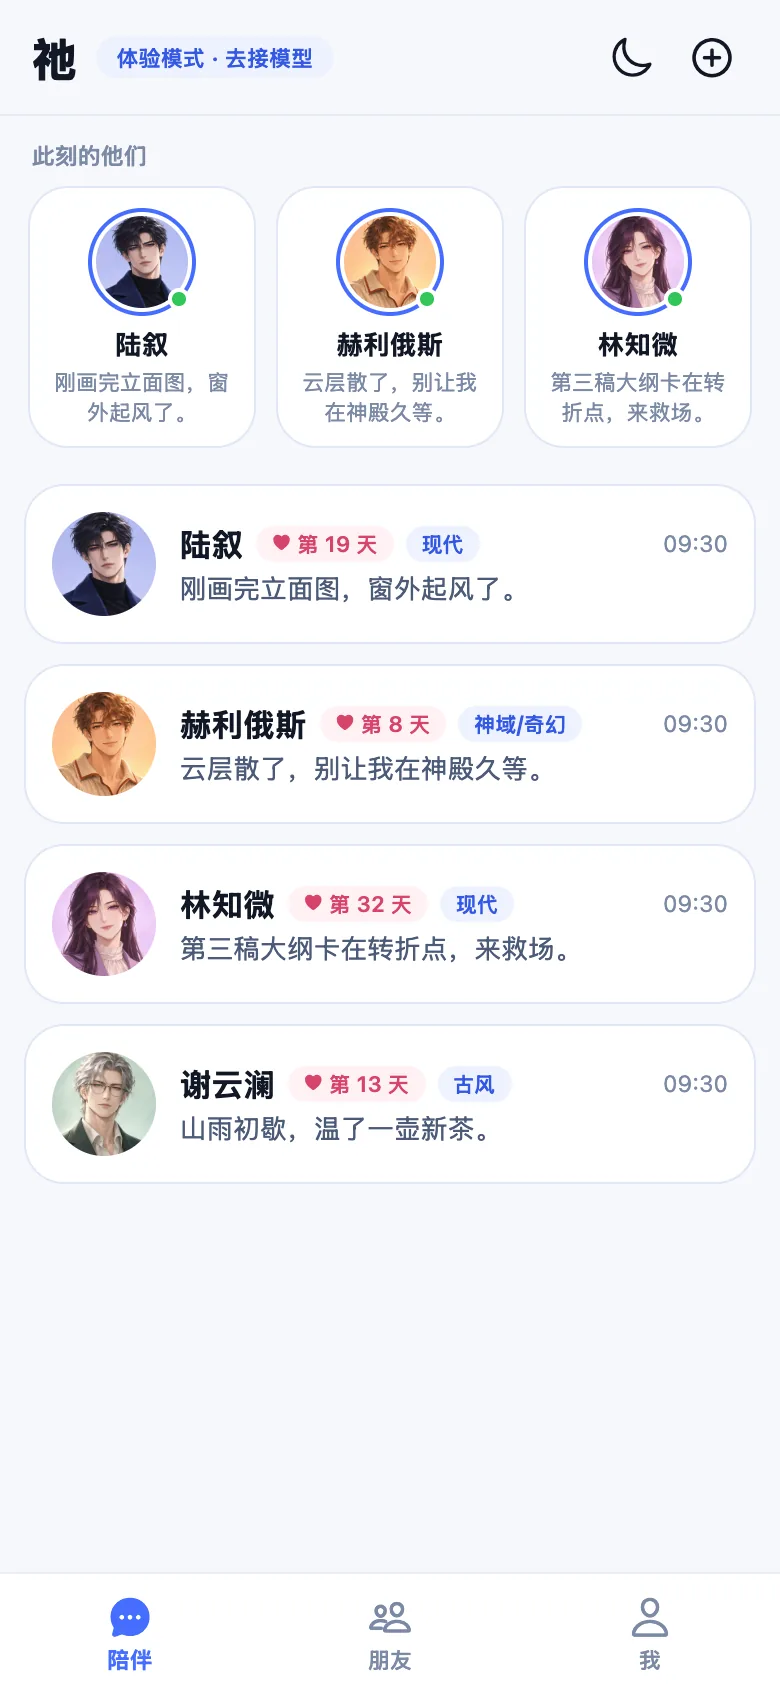 祂
体验模式 · 去接模型
此刻的他们
陆叙
刚画完立面图，窗
外起风了。
赫利俄斯
云层散了，别让我
在神殿久等。
林知微
第三稿大纲卡在转
折点，来救场。
陆叙 第 19 天 现代 09:30
刚画完立面图，窗外起风了。
赫利俄斯 第 8 天 神域/奇幻 09:30
云层散了，别让我在神殿久等。
林知微 第 32 天 现代 09:30
第三稿大纲卡在转折点，来救场。
谢云澜 第 13 天 古风 09:30
山雨初歇，温了一壶新茶。
陪伴 朋友 我